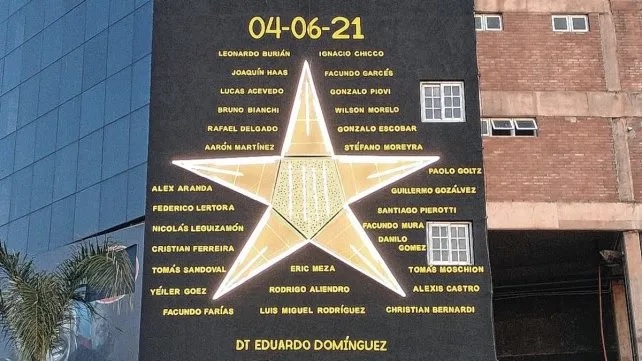 04-06-21
LEONARDO BURIÁN IGNACIO CHICCO
JOAQUÍN HAAS FACUNDO GARCÉS
LUCAS ACEVEDO GONZALO PIOVI
BRUNO BIANCHI WILSON MORELO
RAFAEL DELGADO GONZALO ESCOBAR
AARÓN MARTÍNEZ STÉFANO MOREYRA
PAOLO GOLTZ
ALEX ARANDA GUILLERMO GOZÁLVEZ
FEDERICO LERTORA SANTIAGO PIEROTTI
NICOLÁS LEGUIZAMÓN FACUNDO MURA
CRISTIAN FERREIRA DANILO
GOMEZ
TOMÁS SANDOVAL ERIC MEZA TOMAS MOSCHION
YÉILER GOEZ RODRIGO ALIENDRO ALEXIS CASTRO
FACUNDO FARÍAS LUIS MIGUEL RODRÍGUEZ CHRISTIAN BERNARDI
DT EDUARDO DOMÍNGUEZ